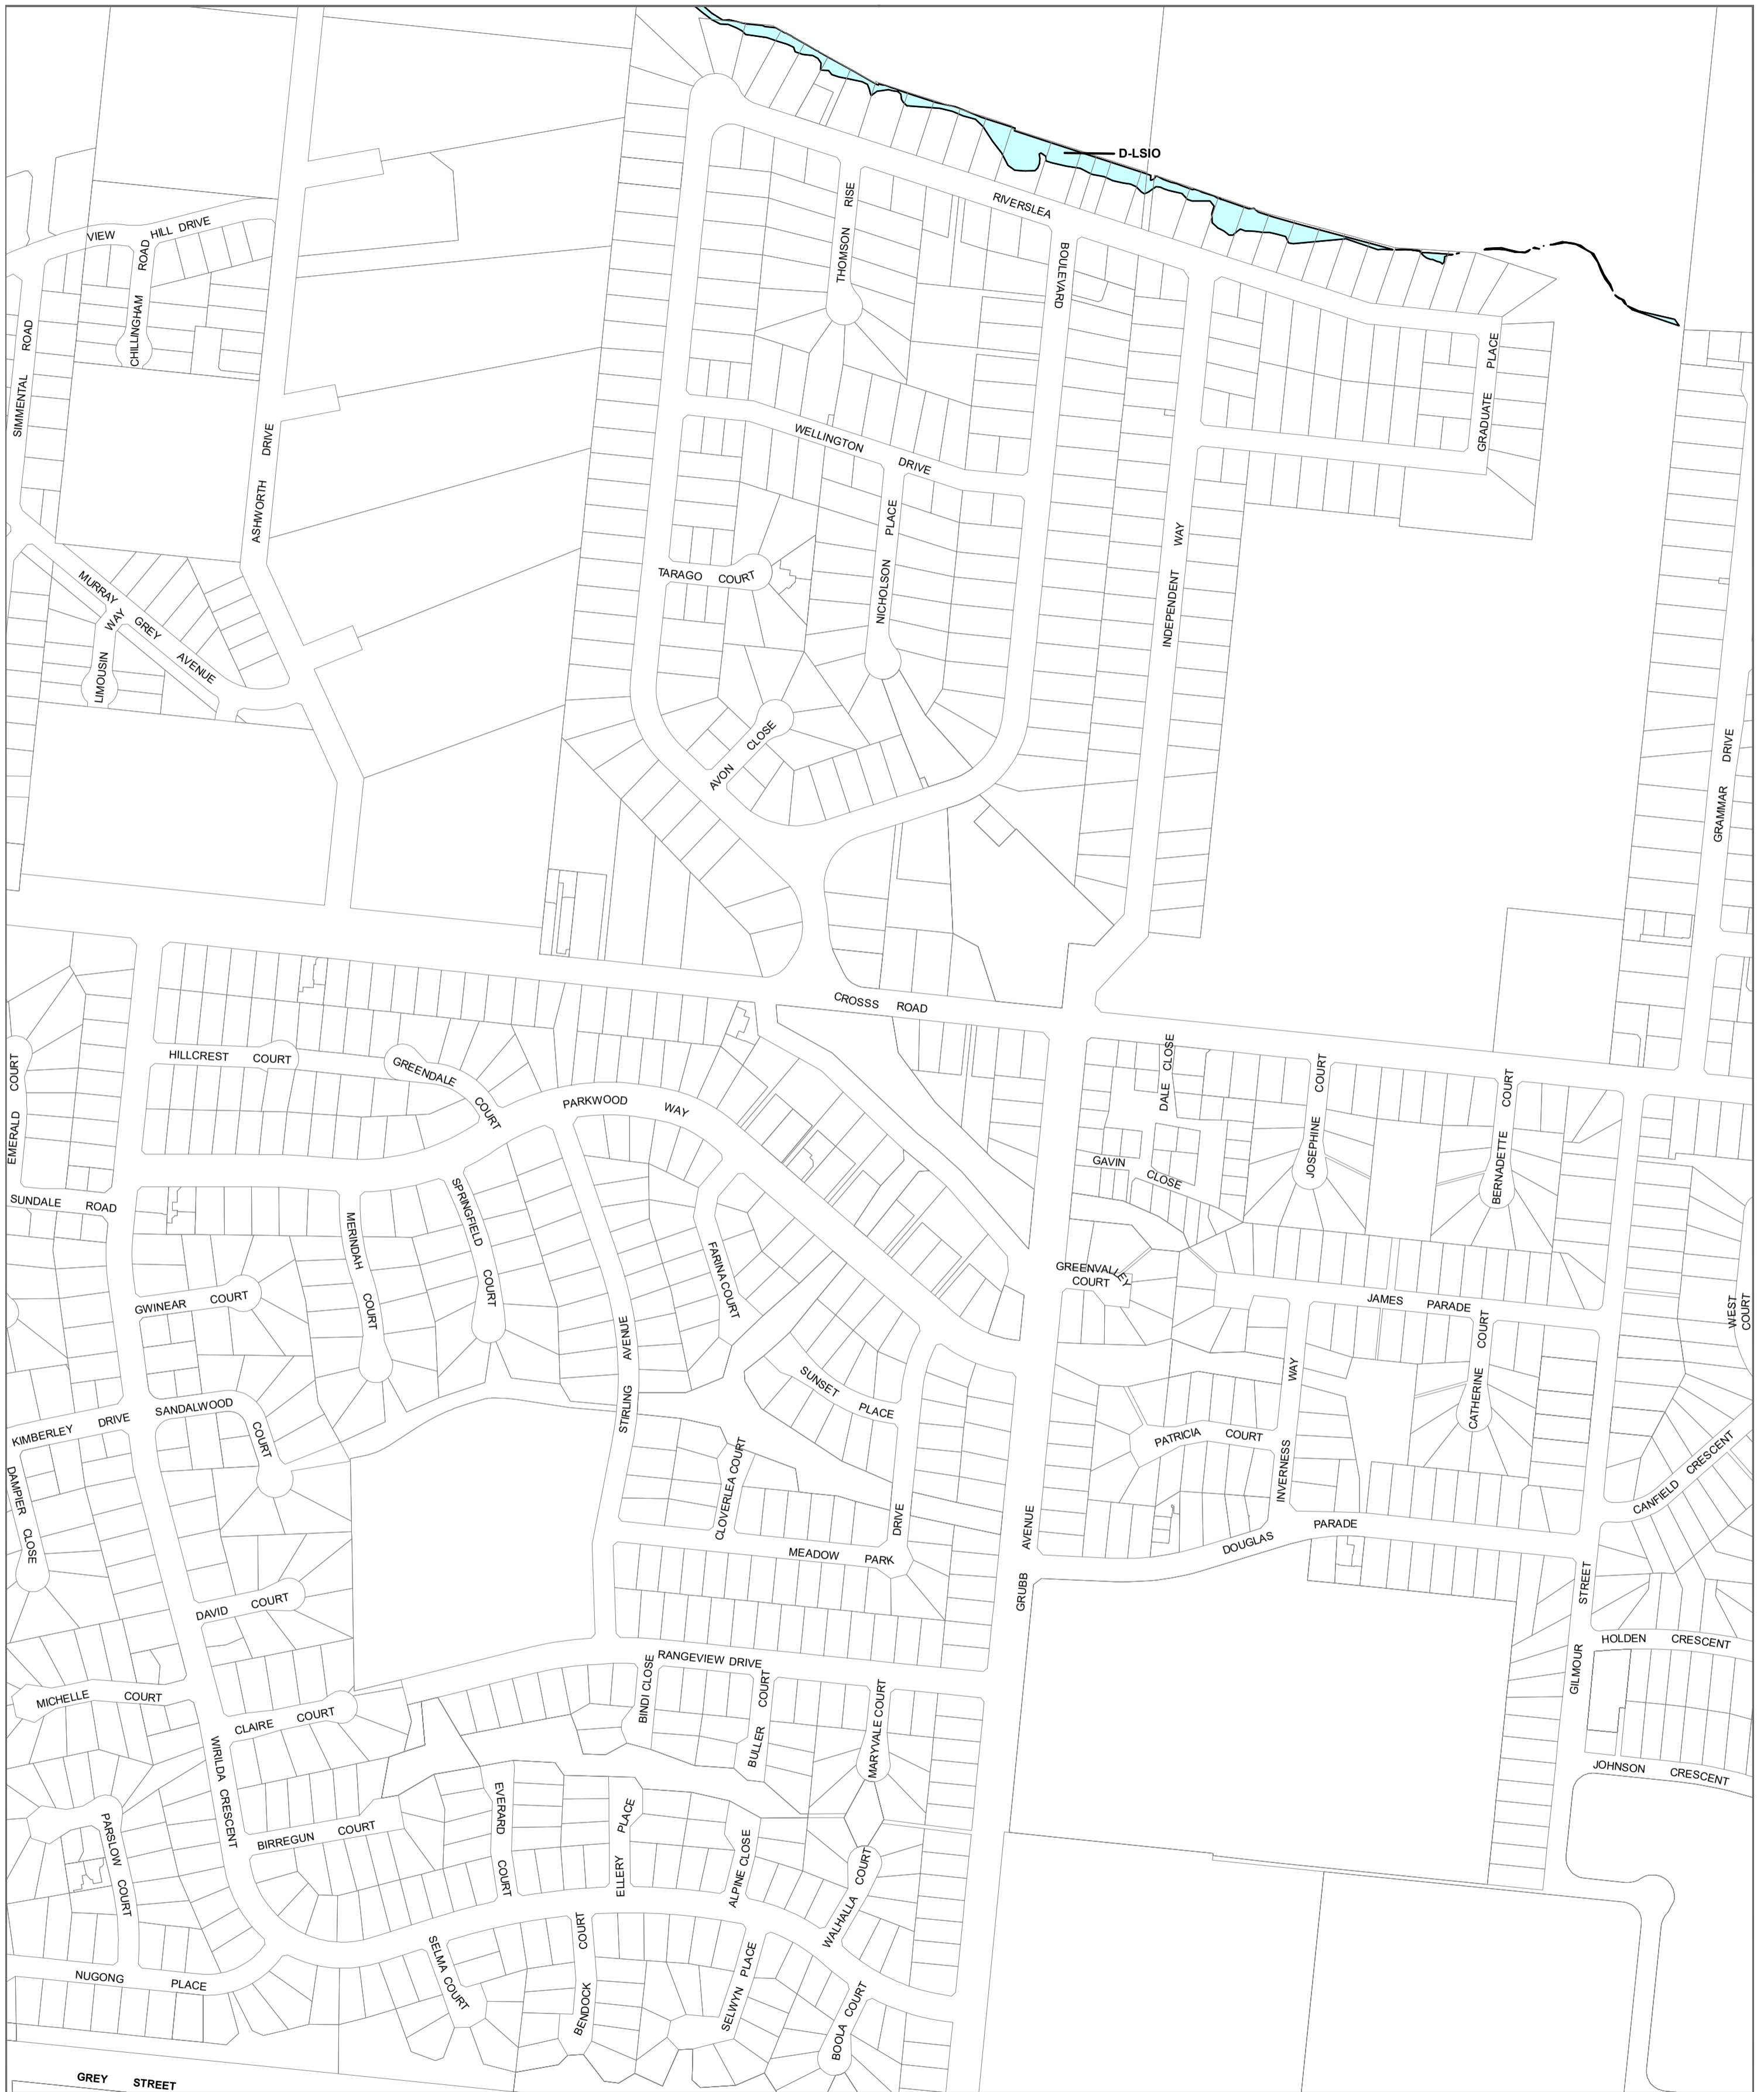 D-LSIO
RIVERSLEA
BOULEVARD
THOMSON RISE
VIEW HILL DRIVE
CHILLINGHAM ROAD
SIMMENTAL ROAD
ASHWORTH DRIVE
GRADUATE PLACE
WELLINGTON DRIVE
NICHOLSON PLACE
INDEPENDENT WAY
TARAGO COURT
MURRAY GREY AVENUE
LIMOUSIN WAY
AVON CLOSE
GRAMMAR DRIVE
CROSSS ROAD
HILLCREST COURT
GREENDALE COURT
EMERALD COURT
PARKWOOD WAY
DALE CLOSE
JOSEPHINE COURT
BERNADETTE COURT
GAVIN CLOSE
SUNDALE ROAD
MERINDAH COURT
SPRINGFIELD COURT
FARINA COURT
GREENVALLEY
COURT
GWINEAR COURT
JAMES PARADE
WEST
COURT
STIRLING AVENUE
SUNSET PLACE
CATHERINE COURT
INVERNESS WAY
SANDALWOOD COURT
KIMBERLEY DRIVE
PATRICIA COURT
CANFIELD CRESCENT
DAMPIER CLOSE
CLOVERLEA COURT
MEADOW PARK DRIVE
DOUGLAS PARADE
GRUBB AVENUE
DAVID COURT
GILMOUR STREET
HOLDEN CRESCENT
RANGEVIEW DRIVE
BINDI CLOSE
BULLER COURT
MARYVALE COURT
MICHELLE COURT
CLAIRE COURT
WIRILDA CRESCENT
JOHNSON CRESCENT
BIRREGUN COURT
EVERARD COURT
ELLERY PLACE
ALPINE CLOSE
WALHALLA COURT
PARSLOW COURT
SELMA COURT
BENDOCK COURT
SELWYN PLACE
BOOLA COURT
NUGONG PLACE
GREY STREET